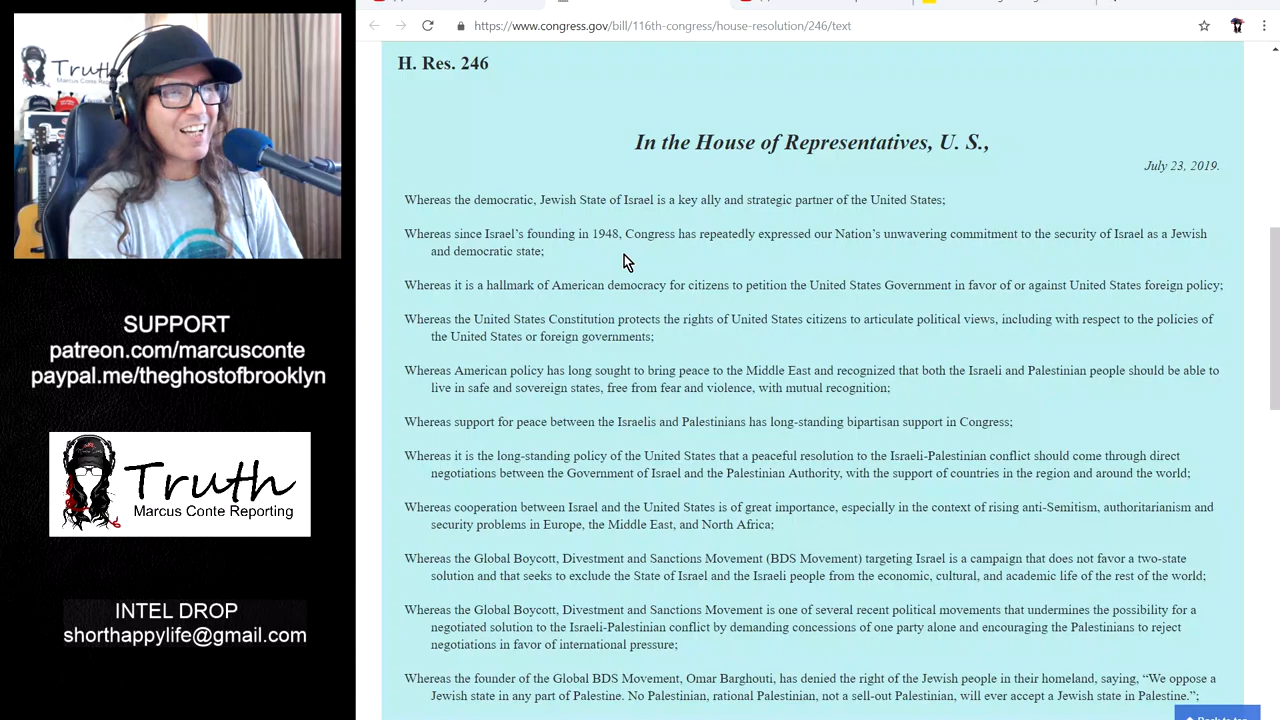 https://www.congress.gov/bill/116th-congress/house-resolution/246/text
Truth.
Marcus Conte Reporting
SUPPORT
patreon.com/marcusconte
paypal.me/theghostofbrooklyn
Truth
Marcus Conte Reporting
INTEL DROP
shorthappylife@gmail.com
H. Res. 246
In the House of Representatives, U. S.,
July 23, 2019.
Whereas the democratic, Jewish State of Israel is a key ally and strategic partner of the United States;
Whereas since Israel’s founding in 1948, Congress has repeatedly expressed our Nation’s unwavering commitment to the security of Israel as a Jewish
and democratic state;
Whereas it is a hallmark of American democracy for citizens to petition the United States Government in favor of or against United States foreign policy;
Whereas the United States Constitution protects the rights of United States citizens to articulate political views, including with respect to the policies of
the United States or foreign governments;
Whereas American policy has long sought to bring peace to the Middle East and recognized that both the Israeli and Palestinian people should be able to
live in safe and sovereign states, free from fear and violence, with mutual recognition;
Whereas support for peace between the Israelis and Palestinians has long-standing bipartisan support in Congress;
Whereas it is the long-standing policy of the United States that a peaceful resolution to the Israeli-Palestinian conflict should come through direct
negotiations between the Government of Israel and the Palestinian Authority, with the support of countries in the region and around the world;
Whereas cooperation between Israel and the United States is of great importance, especially in the context of rising anti-Semitism, authoritarianism and
security problems in Europe, the Middle East, and North Africa;
Whereas the Global Boycott, Divestment and Sanctions Movement (BDS Movement) targeting Israel is a campaign that does not favor a two-state
solution and that seeks to exclude the State of Israel and the Israeli people from the economic, cultural, and academic life of the rest of the world;
Whereas the Global Boycott, Divestment and Sanctions Movement is one of several recent political movements that undermines the possibility for a
negotiated solution to the Israeli-Palestinian conflict by demanding concessions of one party alone and encouraging the Palestinians to reject
negotiations in favor of international pressure;
Whereas the founder of the Global BDS Movement, Omar Barghouti, has denied the right of the Jewish people in their homeland, saying, “We oppose a
Jewish state in any part of Palestine. No Palestinian, rational Palestinian, not a sell-out Palestinian, will ever accept a Jewish state in Palestine.”;